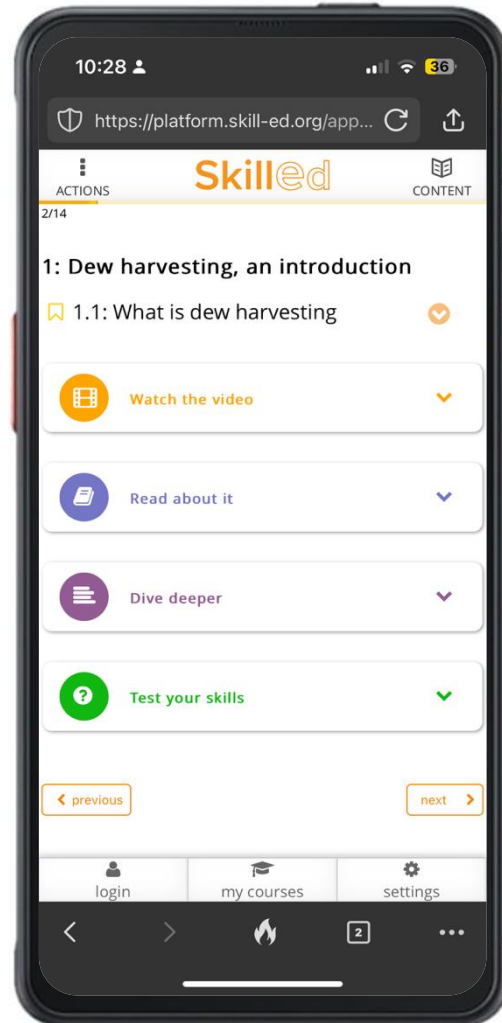 10:28
36
https://platform.skill-ed.org/app...
ACTIONS
Skilled
CONTENT
2/14
1: Dew harvesting, an introduction
1.1: What is dew harvesting
Watch the video
Read about it
Dive deeper
?
Test your skills
previous
next
login
my courses
settings
2